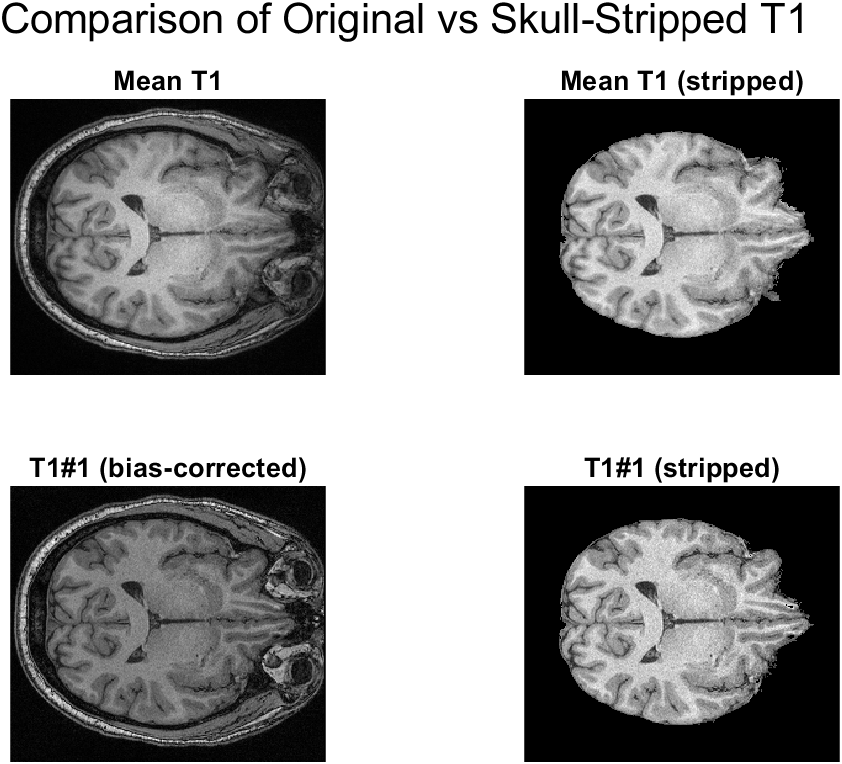 Comparison of Original vs Skull-Stripped T1
Mean T1
Mean T1 (stripped)
T1#1 (bias-corrected)
T1#1 (stripped)